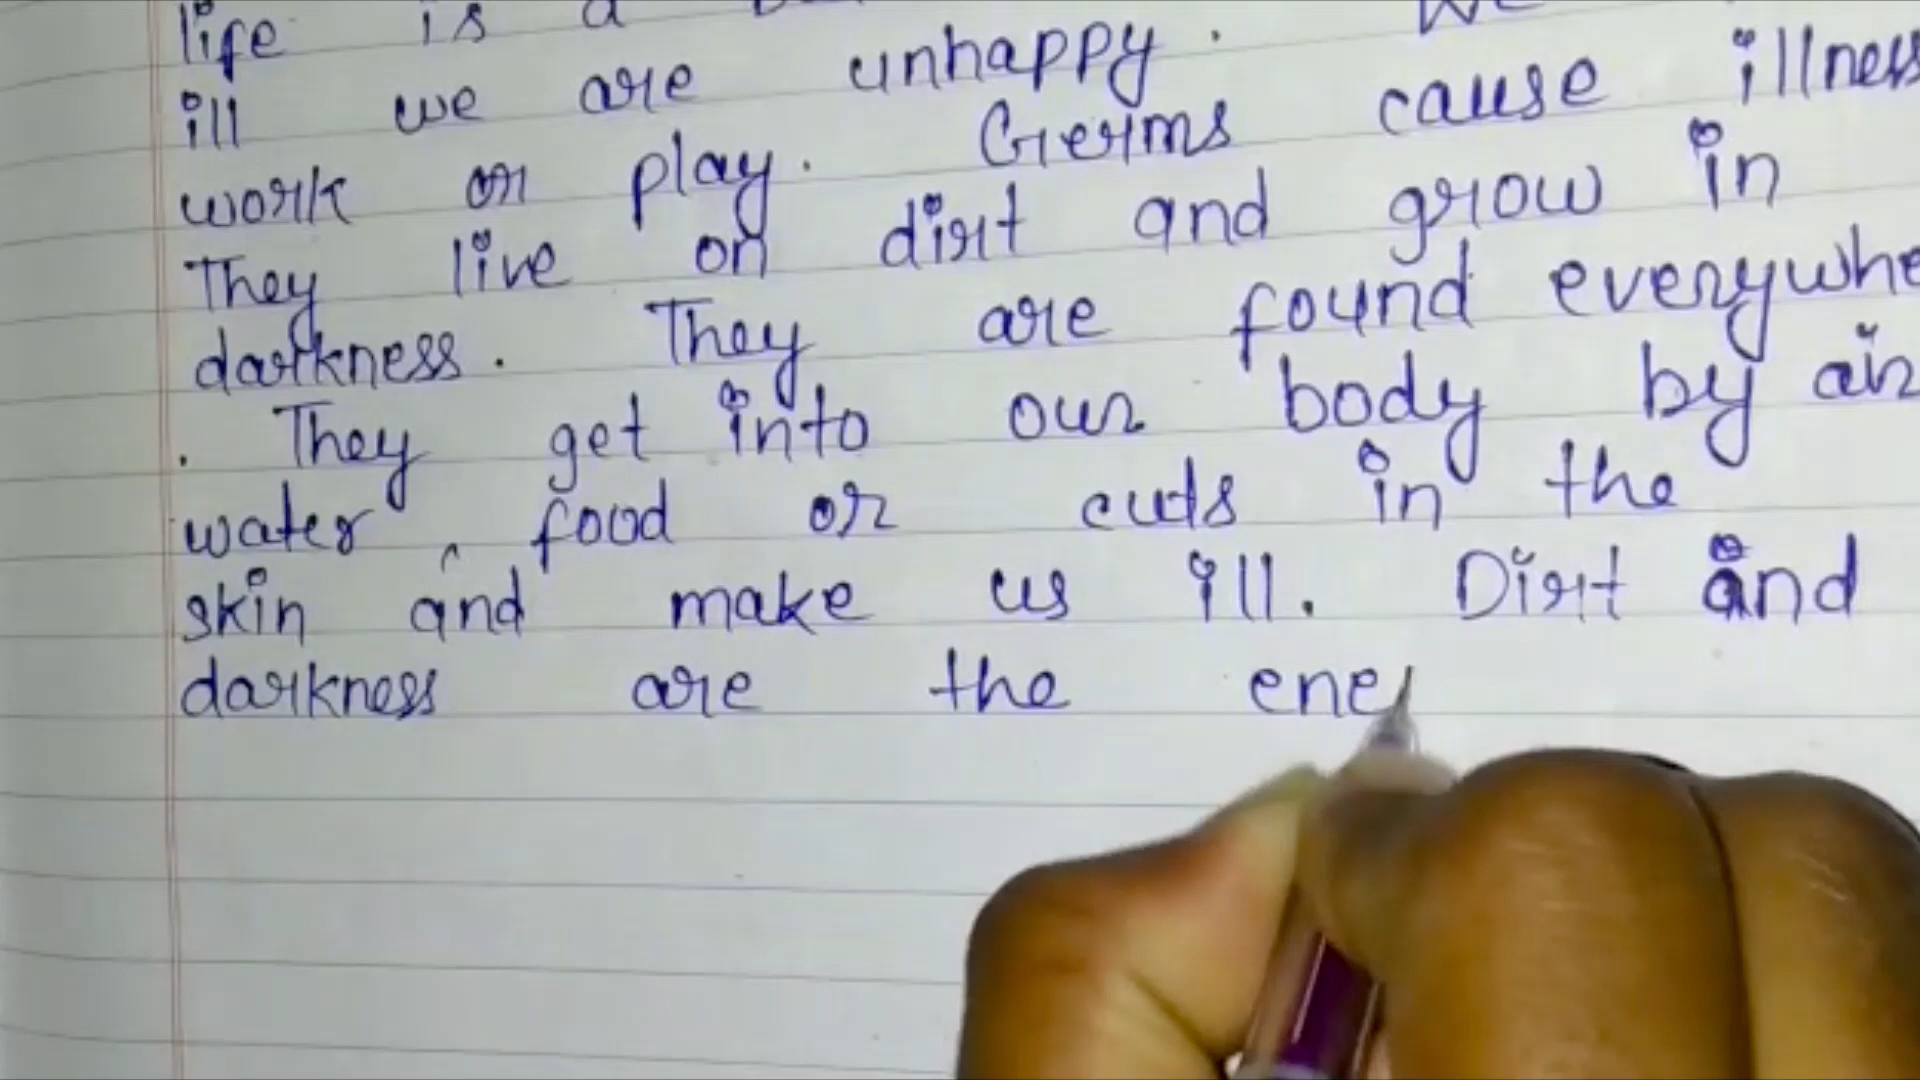 life is a
ill we are unhappy.
work or play. Germs cause illness
They live on dirt and grow in
darkness. They are found everywhe
. They get into our body by air
water, food or cuts in the
skin and make us ill. Dirt and
darkness are the ene